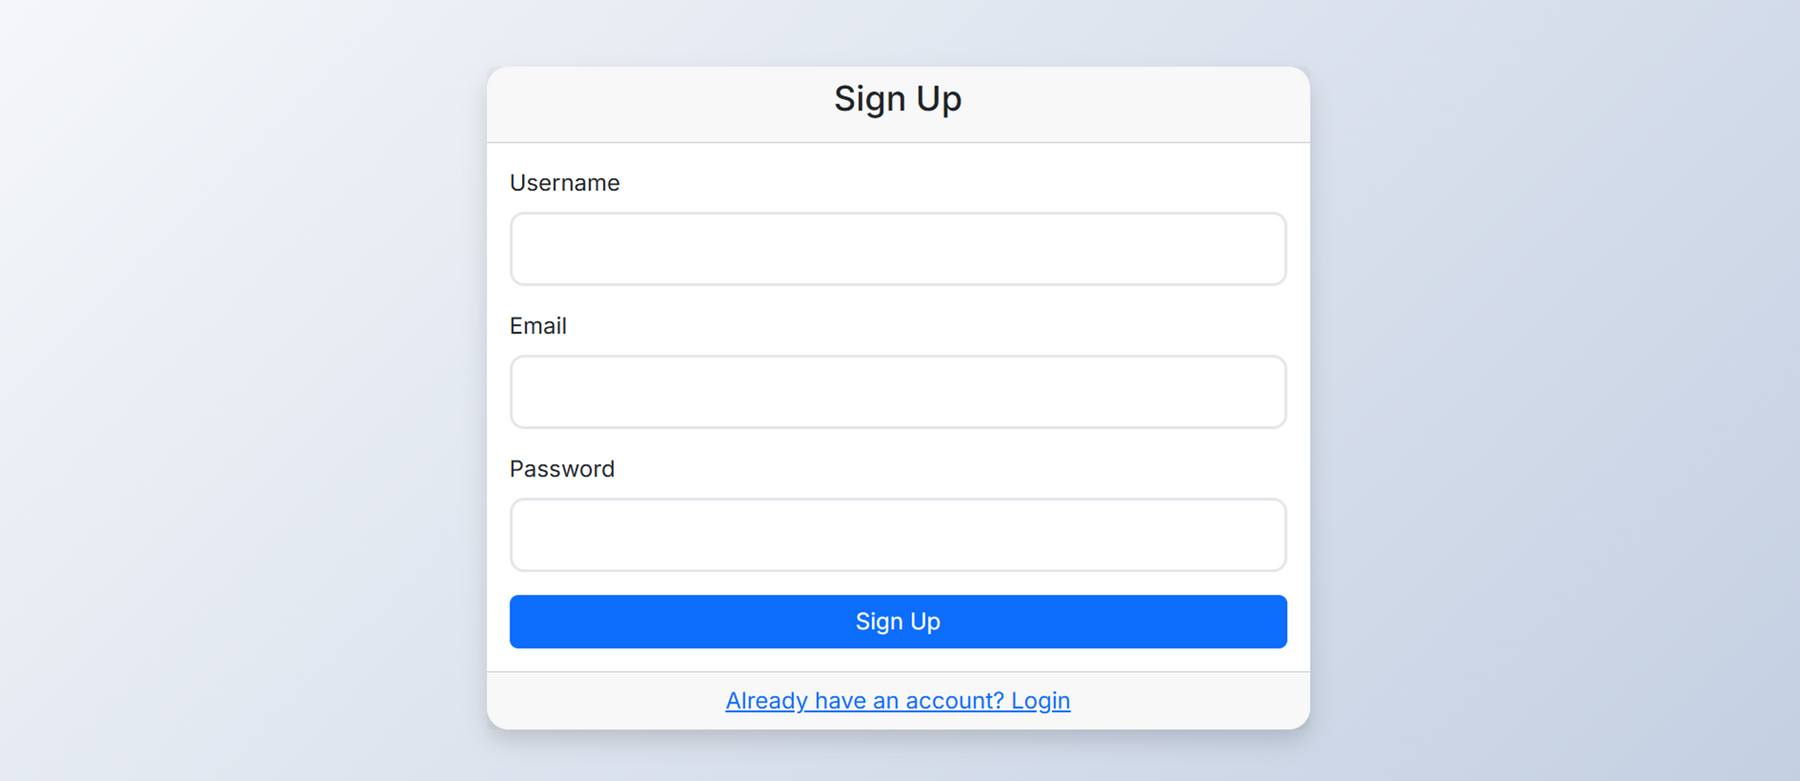 Sign Up
Username
Email
Password
Sign Up
Already have an account? Login